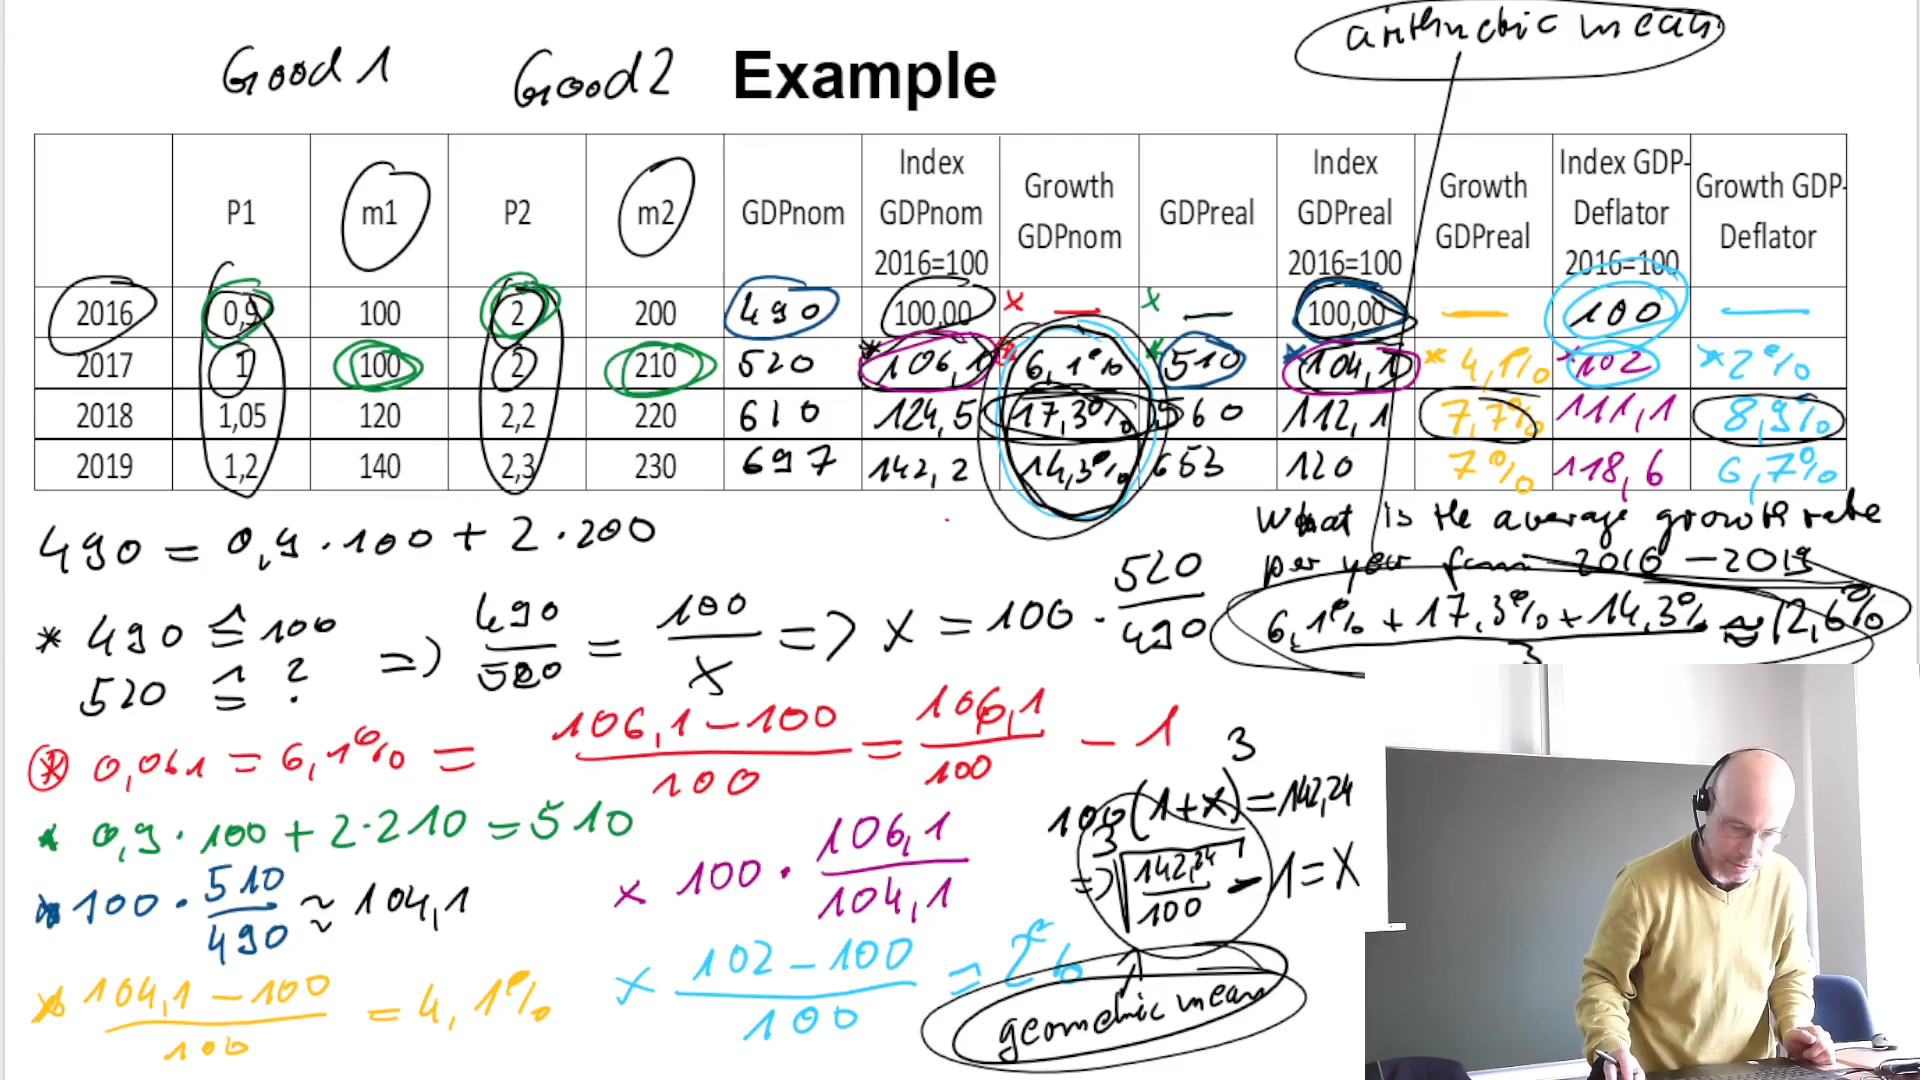 arithmetic mean
Good 1 Good 2 Example
P1 m1 P2 m2 GDPnom Index GDPnom 2016=100 Growth GDPnom GDPreal Index GDPreal 2016=100 Growth GDPreal Index GDP-Deflator 2016=100 Growth GDP-Deflator
2016 0,9 100 2 200 490 100,00 x — x — 100,00 — 100 —
2017 1 100 2 210 520 * 106,1 6,1% 510 * 104,1 * 4,1% 102 * 2%
2018 1,05 120 2,2 220 610 124,5 17,3% 560 112,1 7,7% 111,1 8,9%
2019 1,2 140 2,3 230 697 142,2 14,3% 653 120 7% 118,6 6,7%
What is the average growth rate
per year from 2016 – 2019
490 = 0,9 · 100 + 2 · 200
6,1% + 17,3% + 14,3% / 3 ≈ 12,6%
* 490 ≙ 100
520 ≙ ?
=> 490/520 = 100/x => x = 100 · 520/490
* 0,061 = 6,1% = 106,1 – 100 / 100 = 106,1/100 – 1
* 0,9 · 100 + 2 · 210 = 510
100 (1+x)^3 = 142,24
=> ∛142,24/100 – 1 = x
100 · 510/490 ≈ 104,1
x 100 · 106,1/104,1
104,1 – 100 / 100 = 4,1%
x 102 – 100 / 100 = 2%
geometric mean